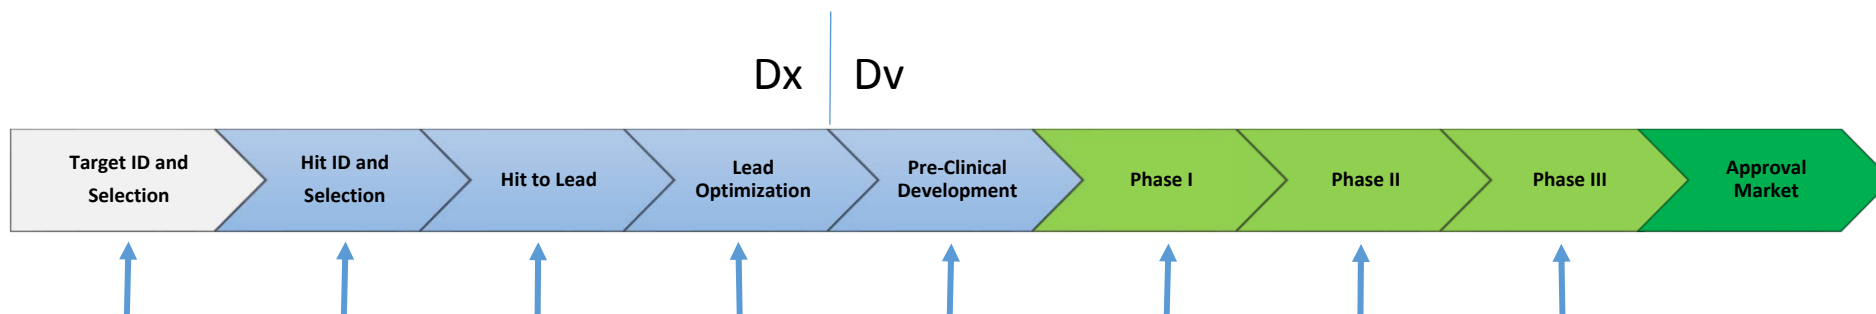 Dx
Dv
Target ID and
Selection
Hit ID and
Selection
Hit to Lead
Lead
Optimization
Pre-Clinical
Development
Phase I
Phase II
Phase III
Approval
Market